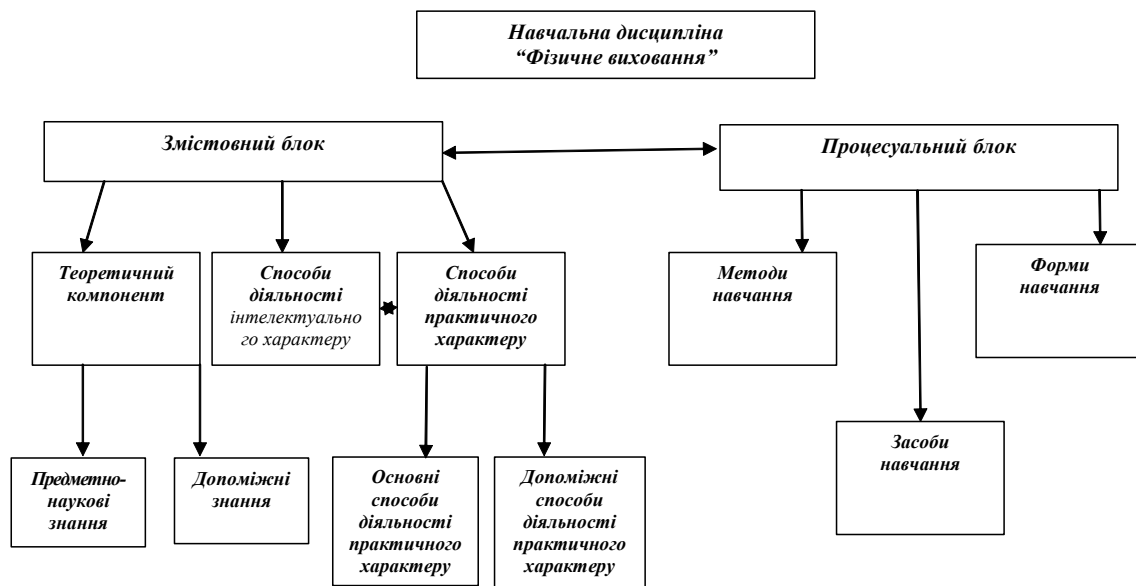 Навчальна дисципліна
“Фізичне виховання”
Змістовний блок
Процесуальний блок
Теоретичний
компонент
Способи
діяльності
інтелектуально
го характеру
Способи
діяльності
практичного
характеру
Методи
навчання
Форми
навчання
Предметно-
наукові
знання
Допоміжні
знання
Основні
способи
діяльності
практичного
характеру
Допоміжні
способи
діяльності
практичного
характеру
Засоби
навчання